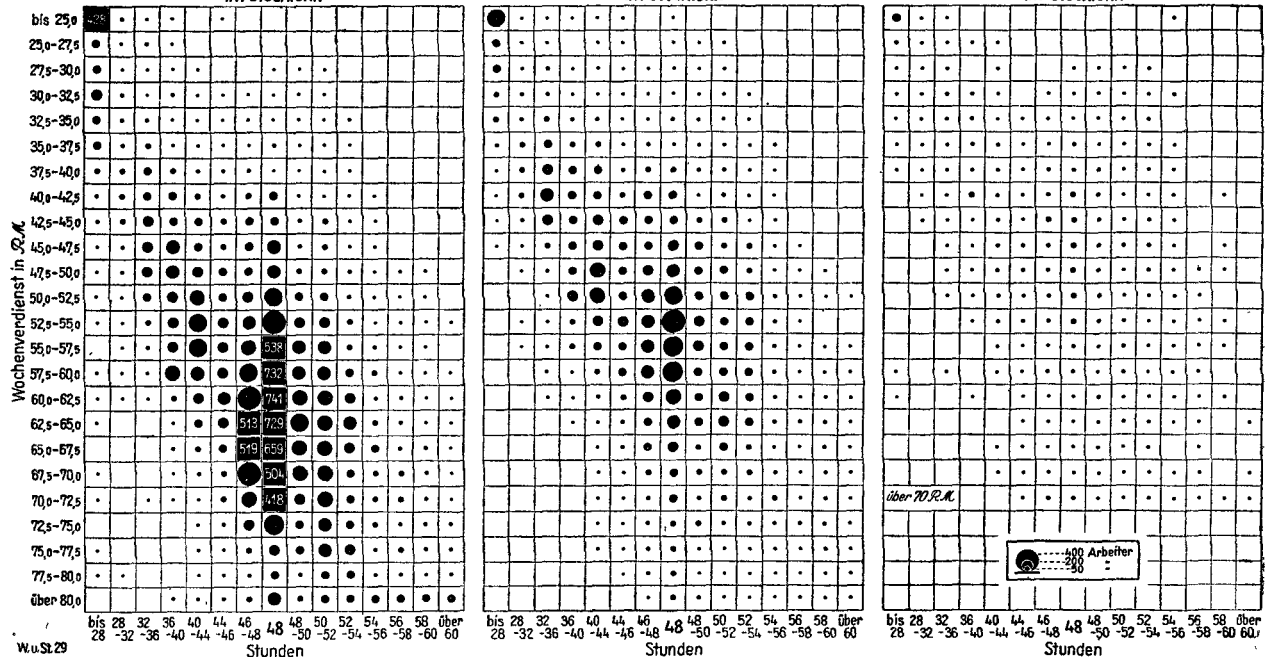 bis 25,0
25,0-27,5
27,5-30,0
30,0-32,5
32,5-35,0
35,0-37,5
37,5-40,0
40,0-42,5
42,5-45,0
45,0-47,5
47,5-50,0
50,0-52,5
52,5-55,0
55,0-57,5
57,5-60,0
60,0-62,5
62,5-65,0
65,0-67,5
67,5-70,0
70,0-72,5
72,5-75,0
75,0-77,5
77,5-80,0
über 80,0
Wochenverdienst in R.M.
428
538
732
741
513 729
519 659
504
418
über 70 R.M.
400 Arbeiter
200 "
50
bis 28 32 36 40 44 46 48 48 50 52 54 56 58 über
28 -32 -36 -40 -44 -46 -48 -50 -52 -54 -56 -58 -60 60
Stunden
bis 28 32 36 40 44 46 48 48 50 52 54 56 58 über
28 -32 -36 -40 -44 -46 -48 -50 -52 -54 -56 -58 -60 60
Stunden
bis 28 32 36 40 44 46 48 48 50 52 54 56 58 über
28 -32 -36 -40 -44 -46 -48 -50 -52 -54 -56 -58 -60 60
Stunden
W.u.St.29